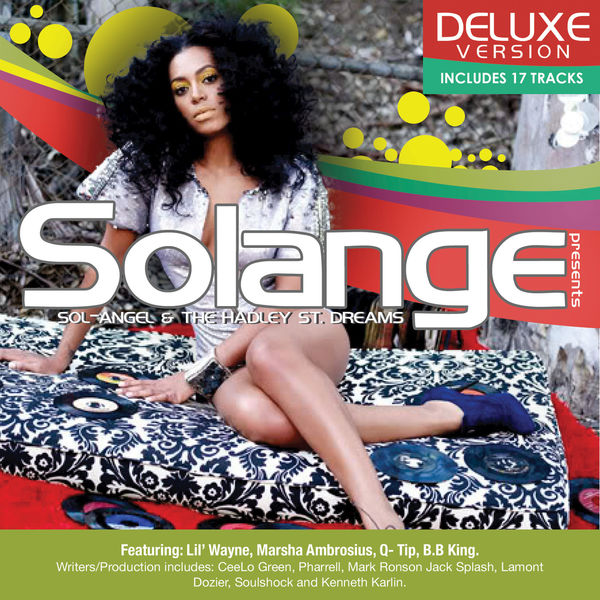 DELUXE
VERSION
INCLUDES 17 TRACKS
Solange
presents
SOL-ANGEL & THE HADLEY ST. DREAMS
Featuring: Lil’ Wayne, Marsha Ambrosius, Q- Tip, B.B King.
Writers/Production includes: CeeLo Green, Pharrell, Mark Ronson Jack Splash, Lamont
Dozier, Soulshock and Kenneth Karlin.